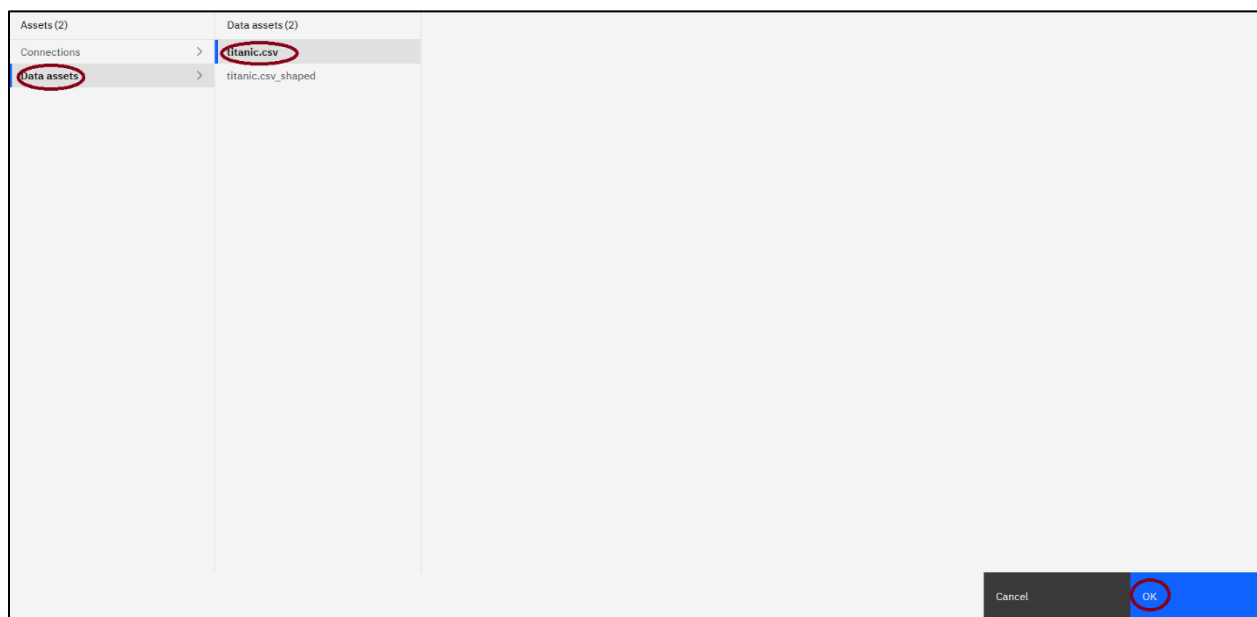 Assets (2)
Data assets (2)
Connections
titanic.csv
Data assets
titanic.csv_shaped
Cancel
OK